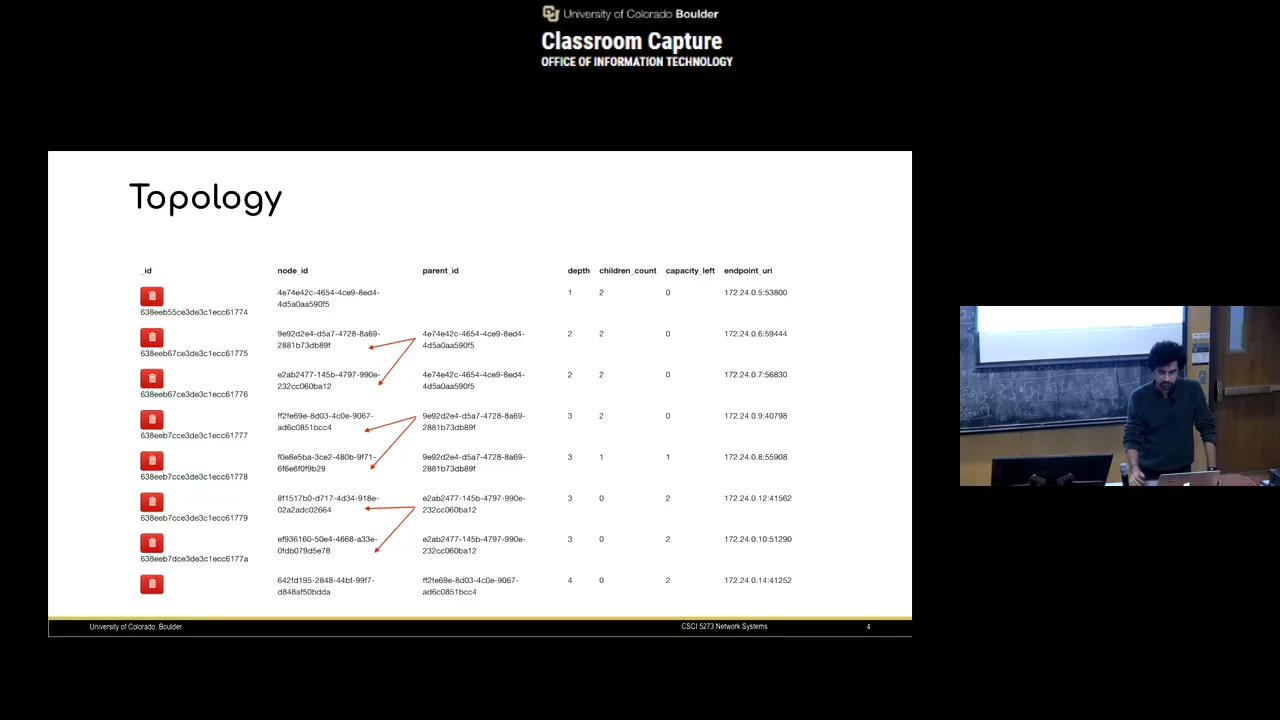 University of Colorado Boulder
Classroom Capture
OFFICE OF INFORMATION TECHNOLOGY
Topology
_id node_id parent_id depth children_count capacity_left endpoint_uri
4e74e42c-4654-4ce9-8ed4- 1 2 0 172.24.0.5:53800
4d5a0aa590f5
638eeb55ce3de3c1ecc61774
9e92d2e4-d5a7-4728-8a69- 4e74e42c-4654-4ce9-8ed4- 2 2 0 172.24.0.6:59444
2881b73db89f 4d5a0aa590f5
638eeb67ce3de3c1ecc61775
e2ab2477-145b-4797-990e- 4e74e42c-4654-4ce9-8ed4- 2 2 0 172.24.0.7:56830
232cc060ba12 4d5a0aa590f5
638eeb67ce3de3c1ecc61776
ff2fe69e-8d03-4c0e-9067- 9e92d2e4-d5a7-4728-8a69- 3 2 0 172.24.0.9:40798
ad6c0851bcc4 2881b73db89f
638eeb7cce3de3c1ecc61777
f0e8e5ba-3ce2-480b-9f71- 9e92d2e4-d5a7-4728-8a69- 3 1 1 172.24.0.8:55908
6f6e6f0f9b29 2881b73db89f
638eeb7cce3de3c1ecc61778
8f1517b0-d717-4d34-918e- e2ab2477-145b-4797-990e- 3 0 2 172.24.0.12:41562
02a2adc02664 232cc060ba12
638eeb7cce3de3c1ecc61779
ef936160-50e4-4668-a33e- e2ab2477-145b-4797-990e- 3 0 2 172.24.0.10:51290
0fdb079d5e78 232cc060ba12
638eeb7dce3de3c1ecc6177a
642fd195-2848-44bf-99f7- ff2fe69e-8d03-4c0e-9067- 4 0 2 172.24.0.14:41252
d848af50bdda ad6c0851bcc4
University of Colorado, Boulder CSCI 5273 Network Systems 4